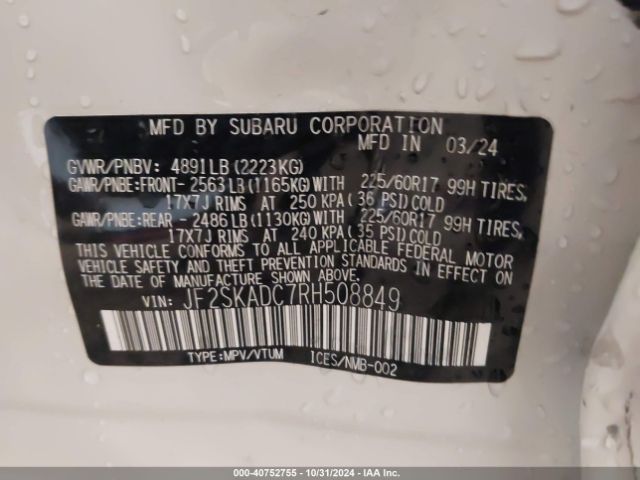 MFD BY SUBARU CORPORATION
MFD IN 03/24
GVWR/PNBV: 4891LB (2223KG)
GAWR/PNBE:FRONT- 2563 LB (1165KG) WITH 225/60R17 99H TIRES,
17X7J RIMS AT 250 KPA (36 PSI) COLD
GAWR/PNBE:REAR - 2486 LB (1130KG) WITH 225/60R17 99H TIRES,
17X7J RIMS AT 240 KPA (35 PSI) COLD
THIS VEHICLE CONFORMS TO ALL APPLICABLE FEDERAL MOTOR
VEHICLE SAFETY AND THEFT PREVENTION STANDARDS IN EFFECT ON
THE DATE OF MANUFACTURE SHOWN ABOVE.
VIN: JF2SKADC7RH508849
TYPE:MPV/VTUM ICES/NMB-002
000-40752755 - 10/31/2024 - IAA Inc.